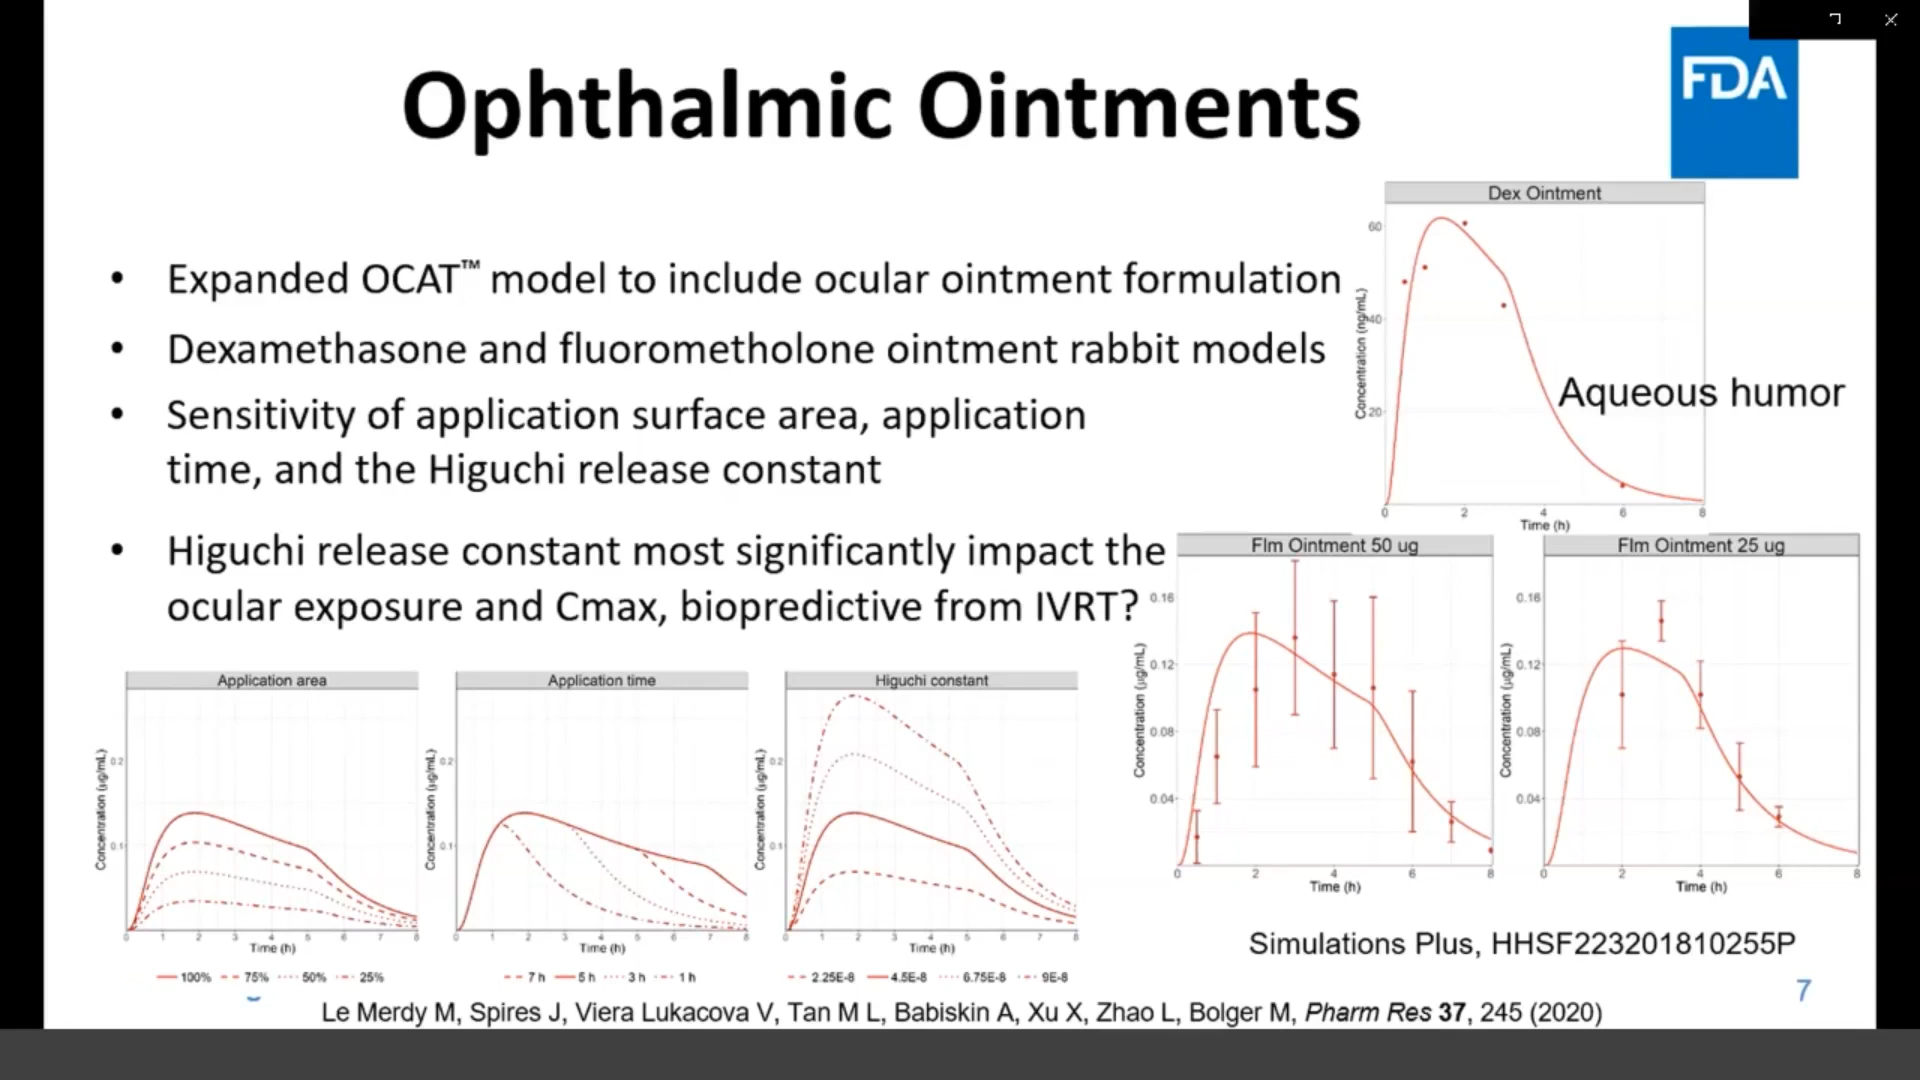 FDA
Ophthalmic Ointments
• Expanded OCAT™ model to include ocular ointment formulation
• Dexamethasone and fluorometholone ointment rabbit models
• Sensitivity of application surface area, application
time, and the Higuchi release constant
• Higuchi release constant most significantly impact the
ocular exposure and Cmax, biopredictive from IVRT?
Dex Ointment
Concentration (ng/mL)
60
40
20
0 2 4 6 8
Time (h)
Aqueous humor
Flm Ointment 50 ug
Concentration (µg/mL)
0.16
0.12
0.08
0.04
0 2 4 6 8
Time (h)
Flm Ointment 25 ug
Concentration (µg/mL)
0.16
0.12
0.08
0.04
0 2 4 6 8
Time (h)
Application area
Concentration (µg/mL)
0.2
0.1
0 1 2 3 4 5 6 7 8
Time (h)
100% 75% 50% 25%
Application time
Concentration (µg/mL)
0.2
0.1
0 1 2 3 4 5 6 7 8
Time (h)
7 h 5 h 3 h 1 h
Higuchi constant
Concentration (µg/mL)
0.2
0.1
0 1 2 3 4 5 6 7 8
Time (h)
2.25E-8 4.5E-8 6.75E-8 9E-8
Simulations Plus, HHSF223201810255P
7
Le Merdy M, Spires J, Viera Lukacova V, Tan M L, Babiskin A, Xu X, Zhao L, Bolger M, Pharm Res 37, 245 (2020)